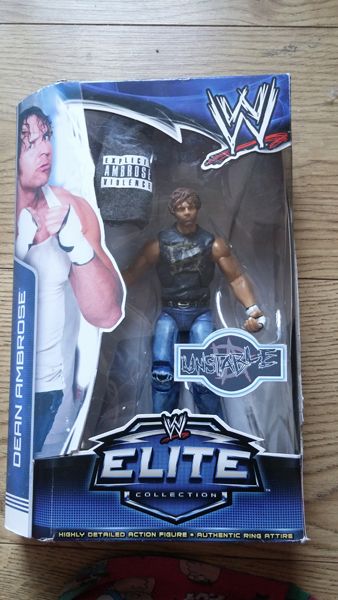 W
EXPLICIT
AMBROSE
VIOLENCE
DEAN AMBROSE
UNSTABLE
W
ELITE
COLLECTION
HIGHLY DETAILED ACTION FIGURE • AUTHENTIC RING ATTIRE